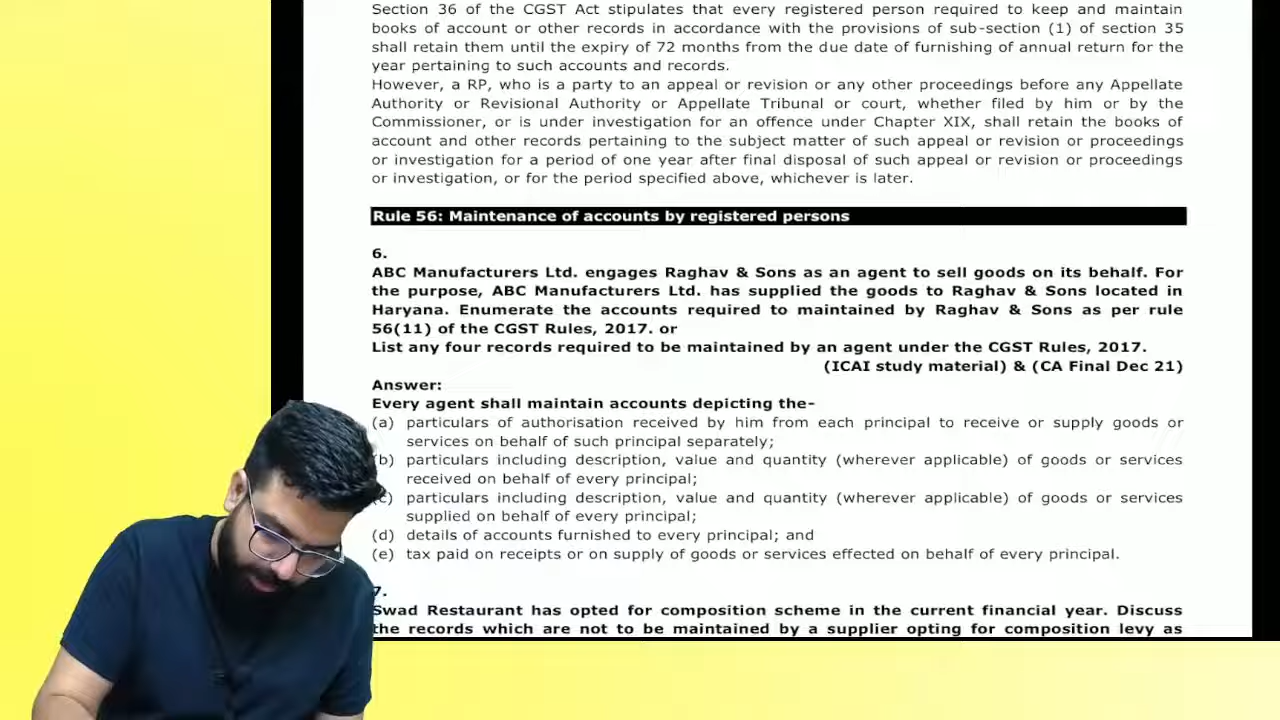 Section 36 of the CGST Act stipulates that every registered person required to keep and maintain
books of account or other records in accordance with the provisions of sub-section (1) of section 35
shall retain them until the expiry of 72 months from the due date of furnishing of annual return for the
year pertaining to such accounts and records.
However, a RP, who is a party to an appeal or revision or any other proceedings before any Appellate
Authority or Revisional Authority or Appellate Tribunal or court, whether filed by him or by the
Commissioner, or is under investigation for an offence under Chapter XIX, shall retain the books of
account and other records pertaining to the subject matter of such appeal or revision or proceedings
or investigation for a period of one year after final disposal of such appeal or revision or proceedings
or investigation, or for the period specified above, whichever is later.
Rule 56: Maintenance of accounts by registered persons
6.
ABC Manufacturers Ltd. engages Raghav & Sons as an agent to sell goods on its behalf. For
the purpose, ABC Manufacturers Ltd. has supplied the goods to Raghav & Sons located in
Haryana. Enumerate the accounts required to maintained by Raghav & Sons as per rule
56(11) of the CGST Rules, 2017. or
List any four records required to be maintained by an agent under the CGST Rules, 2017.
(ICAI study material) & (CA Final Dec 21)
Answer:
Every agent shall maintain accounts depicting the-
(a) particulars of authorisation received by him from each principal to receive or supply goods or
services on behalf of such principal separately;
(b) particulars including description, value and quantity (wherever applicable) of goods or services
received on behalf of every principal;
(c) particulars including description, value and quantity (wherever applicable) of goods or services
supplied on behalf of every principal;
(d) details of accounts furnished to every principal; and
(e) tax paid on receipts or on supply of goods or services effected on behalf of every principal.
7.
Swad Restaurant has opted for composition scheme in the current financial year. Discuss
the records which are not to be maintained by a supplier opting for composition levy as